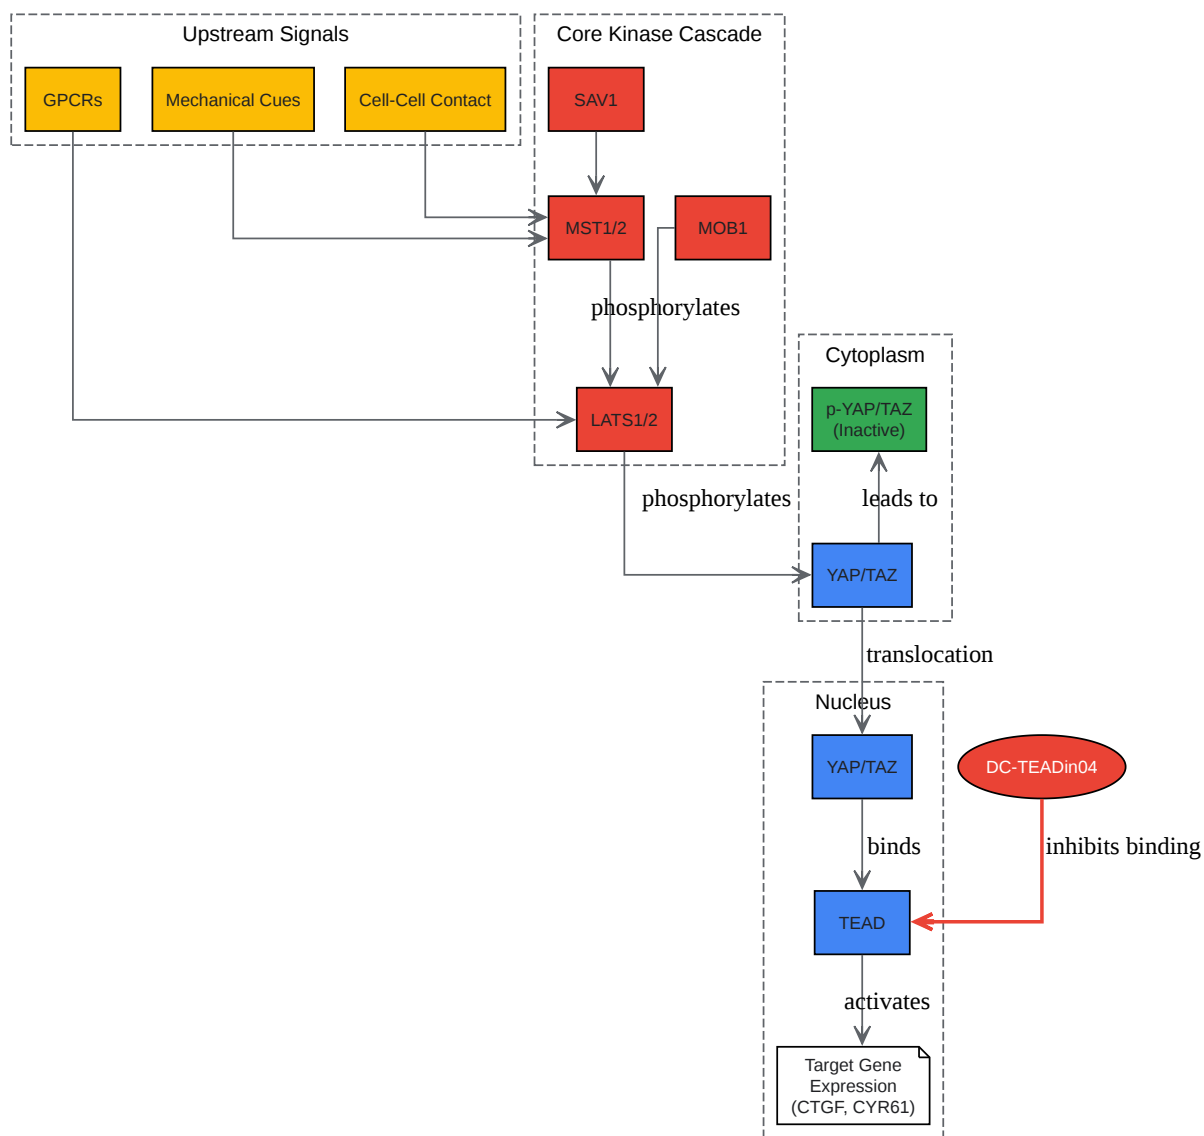 Upstream Signals
Core Kinase Cascade
GPCRs
Mechanical Cues
Cell-Cell Contact
SAV1
MST1/2
MOB1
phosphorylates
Cytoplasm
p-YAP/TAZ
(Inactive)
LATS1/2
phosphorylates
leads to
YAP/TAZ
translocation
Nucleus
YAP/TAZ
DC-TEADin04
binds
inhibits binding
TEAD
activates
Target Gene
Expression
(CTGF, CYR61)